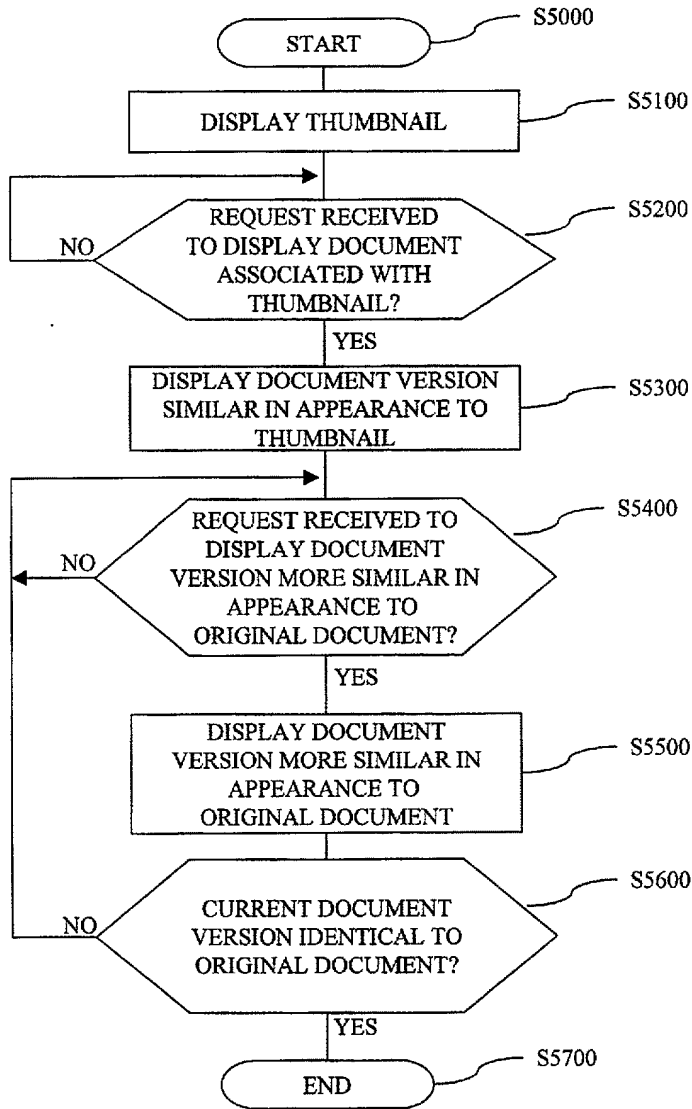 S5000
START
S5100
DISPLAY THUMBNAIL
S5200
REQUEST RECEIVED
TO DISPLAY DOCUMENT
ASSOCIATED WITH
THUMBNAIL?
NO
YES
S5300
DISPLAY DOCUMENT VERSION
SIMILAR IN APPEARANCE TO
THUMBNAIL
S5400
REQUEST RECEIVED TO
DISPLAY DOCUMENT
VERSION MORE SIMILAR IN
APPEARANCE TO
ORIGINAL DOCUMENT?
NO
YES
S5500
DISPLAY DOCUMENT
VERSION MORE SIMILAR IN
APPEARANCE TO
ORIGINAL DOCUMENT
S5600
CURRENT DOCUMENT
VERSION IDENTICAL TO
ORIGINAL DOCUMENT?
NO
YES
S5700
END